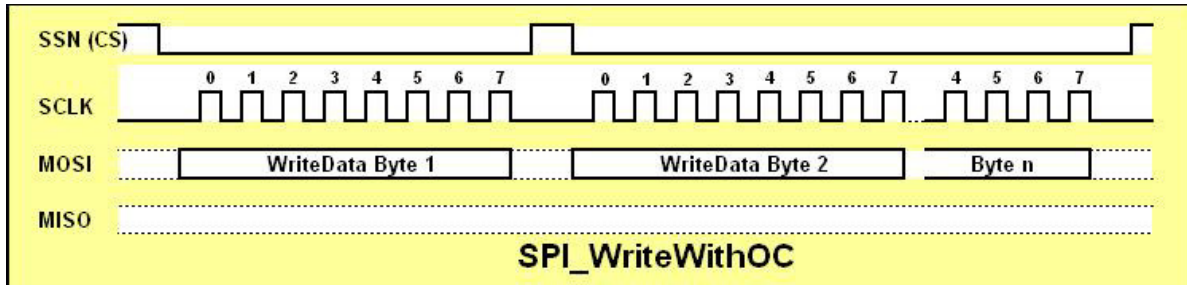 SSN (CS)
0 1 2 3 4 5 6 7 0 1 2 3 4 5 6 7 4 5 6 7
SCLK
MOSI WriteData Byte 1 WriteData Byte 2 Byte n
MISO
SPI_WriteWithOC